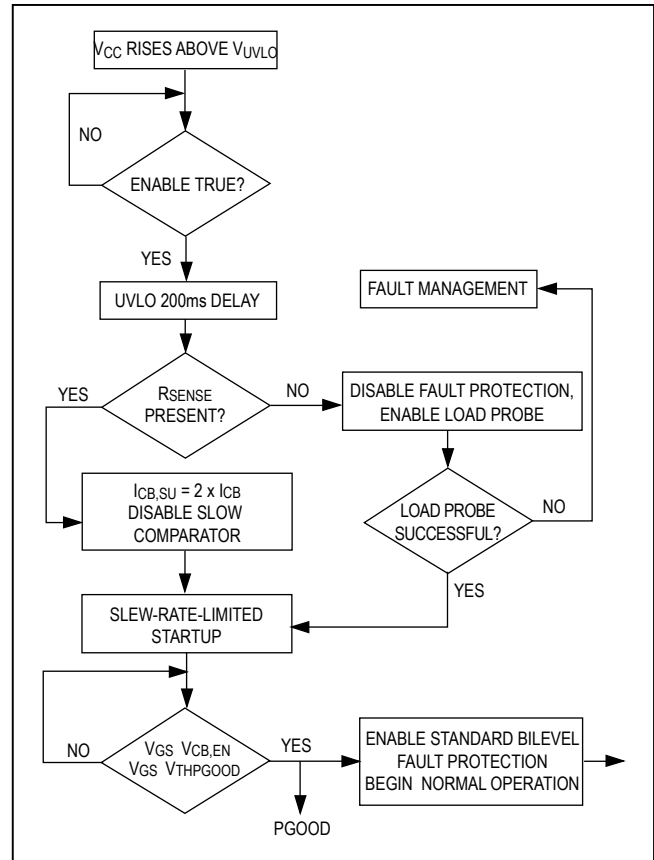 VCC RISES ABOVE VUVLO
NO
ENABLE TRUE?
YES
UVLO 200ms DELAY
FAULT MANAGEMENT
YES
RSENSE
PRESENT?
NO
DISABLE FAULT PROTECTION,
ENABLE LOAD PROBE
ICB,SU = 2 x ICB
DISABLE SLOW
COMPARATOR
LOAD PROBE
SUCCESSFUL?
NO
YES
SLEW-RATE-LIMITED
STARTUP
NO
VGS VCB,EN
VGS VTHPGOOD
YES
ENABLE STANDARD BILEVEL
FAULT PROTECTION
BEGIN NORMAL OPERATION
PGOOD